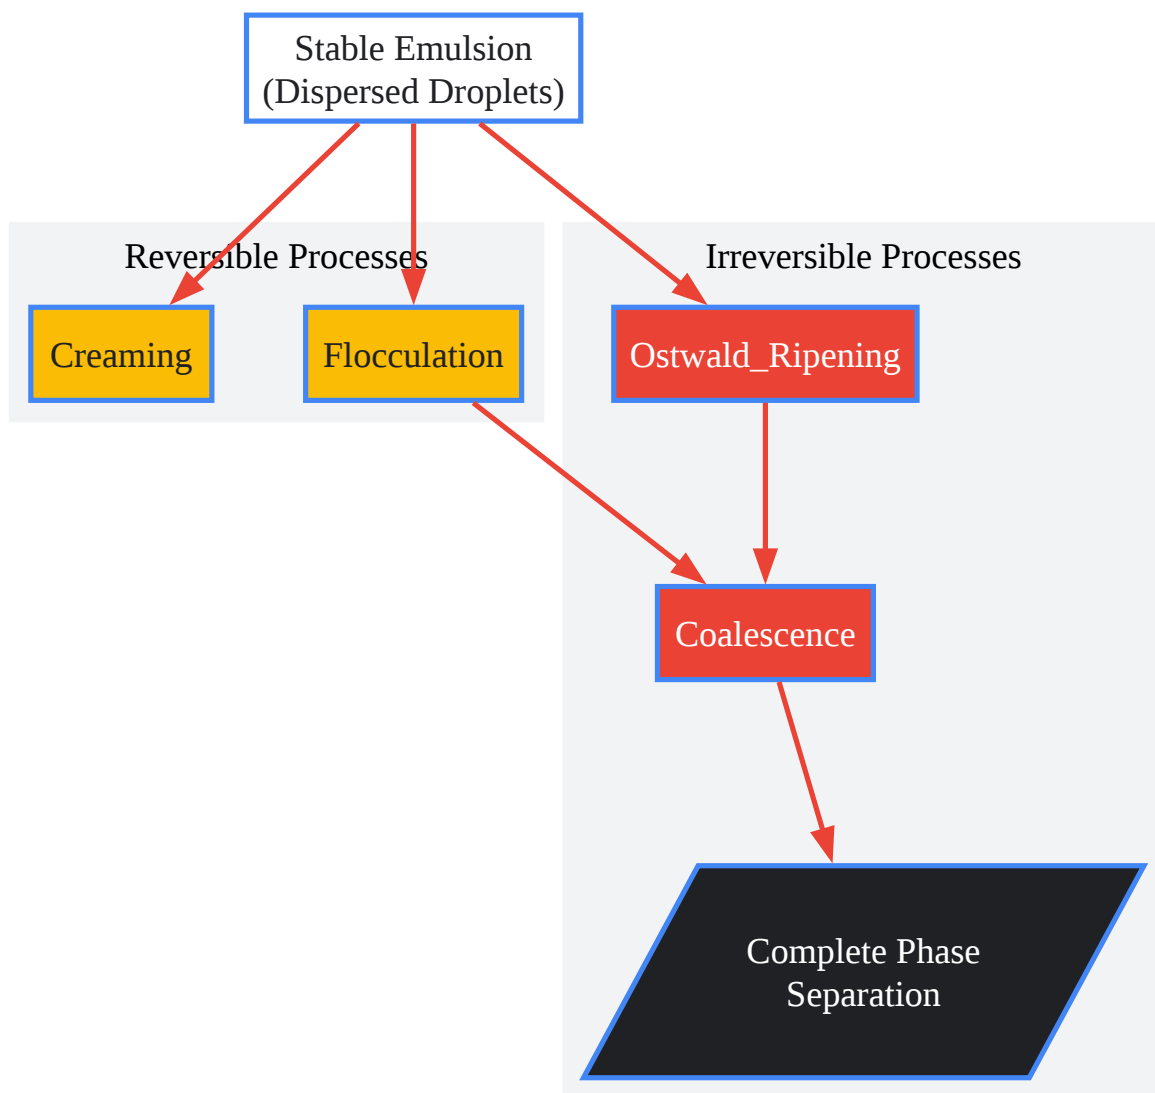 Stable Emulsion
(Dispersed Droplets)
Reversible Processes
Irreversible Processes
Creaming
Flocculation
Ostwald_Ripening
Coalescence
Complete Phase
Separation